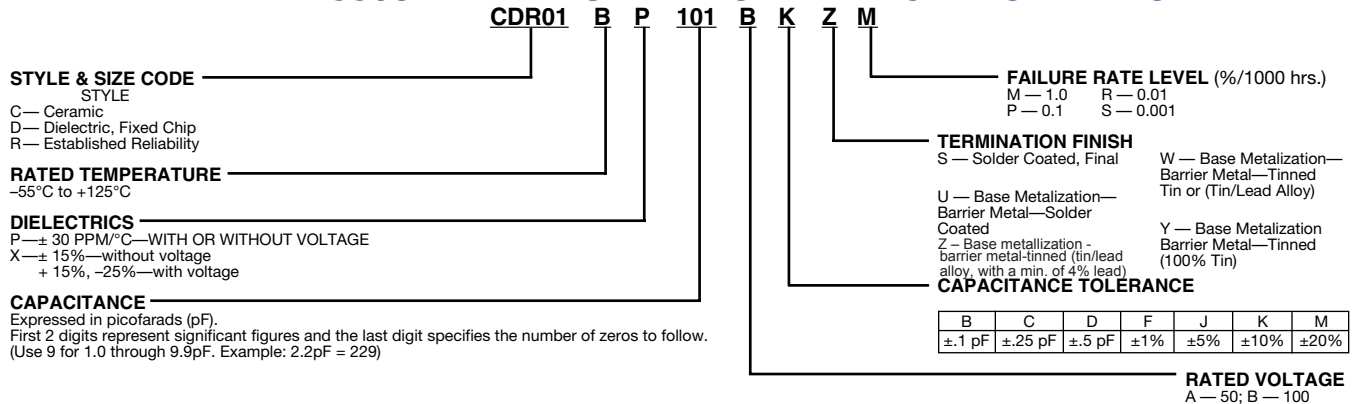 CDR01 B P 101 B K Z M
STYLE & SIZE CODE
STYLE
C— Ceramic
D— Dielectric, Fixed Chip
R— Established Reliability
RATED TEMPERATURE
–55°C to +125°C
DIELECTRICS
P—± 30 PPM/°C—WITH OR WITHOUT VOLTAGE
X—± 15%—without voltage
+ 15%, –25%—with voltage
CAPACITANCE
Expressed in picofarads (pF).
First 2 digits represent significant figures and the last digit specifies the number of zeros to follow.
(Use 9 for 1.0 through 9.9pF. Example: 2.2pF = 229)
FAILURE RATE LEVEL (%/1000 hrs.)
M — 1.0 R — 0.01
P — 0.1 S — 0.001
TERMINATION FINISH
S — Solder Coated, Final
U — Base Metalization—
Barrier Metal—Solder
Coated
Z – Base metallization -
barrier metal-tinned (tin/lead
alloy, with a min. of 4% lead)
W — Base Metalization—
Barrier Metal—Tinned
Tin or (Tin/Lead Alloy)
Y — Base Metalization
Barrier Metal—Tinned
(100% Tin)
CAPACITANCE TOLERANCE
B C D F J K M
±.1 pF ±.25 pF ±.5 pF ±1% ±5% ±10% ±20%
RATED VOLTAGE
A — 50; B — 100